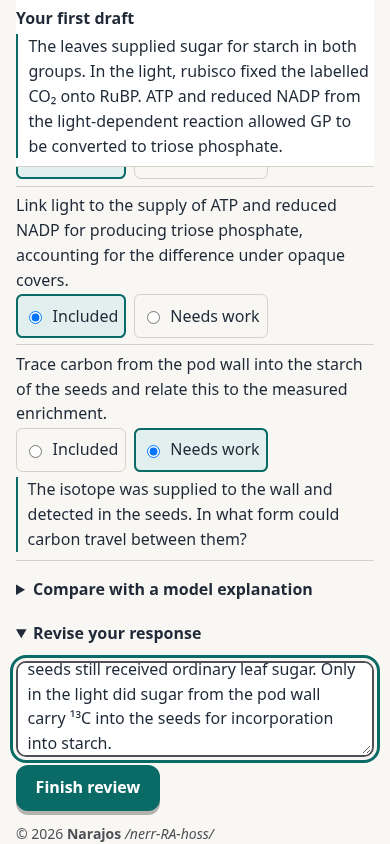 Your first draft
The leaves supplied sugar for starch in both
groups. In the light, rubisco fixed the labelled
CO₂ onto RuBP. ATP and reduced NADP from
the light-dependent reaction allowed GP to
be converted to triose phosphate.
Link light to the supply of ATP and reduced
NADP for producing triose phosphate,
accounting for the difference under opaque
covers.
Included
Needs work
Trace carbon from the pod wall into the starch
of the seeds and relate this to the measured
enrichment.
Included
Needs work
The isotope was supplied to the wall and
detected in the seeds. In what form could
carbon travel between them?
Compare with a model explanation
Revise your response
seeds still received ordinary leaf sugar. Only
in the light did sugar from the pod wall
carry ¹³C into the seeds for incorporation
into starch.
Finish review
© 2026 Narajos /nerr-RA-hoss/